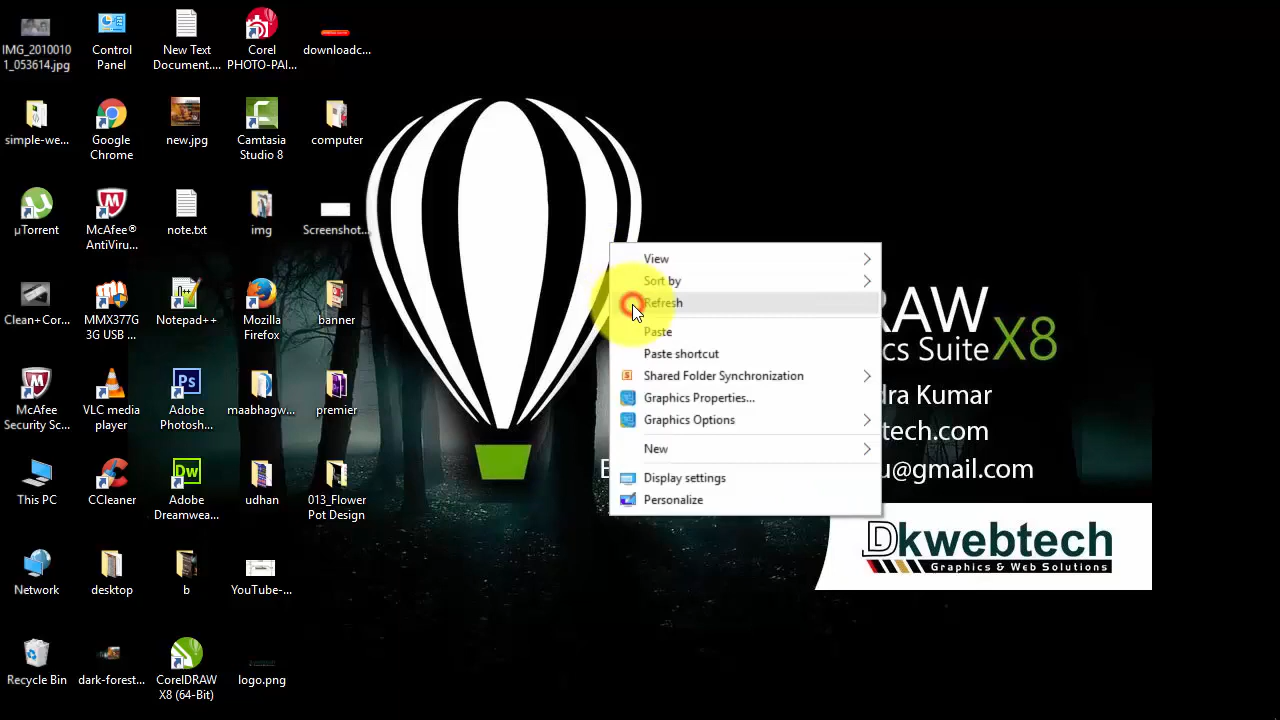 IMG_2010010
1_053614.jpg
Control
Panel
New Text
Document....
Corel
PHOTO-PAI...
downloadc...
simple-we...
Google
Chrome
new.jpg
Camtasia
Studio 8
computer
µTorrent
McAfee®
AntiViru...
note.txt
img
Screenshot...
Clean+Cor...
MMX377G
3G USB ...
Notepad++
Mozilla
Firefox
banner
McAfee
Security Sc...
VLC media
player
Adobe
Photosh...
maabhagw...
premier
This PC
CCleaner
Adobe
Dreamwea...
udhan
013_Flower
Pot Design
Network
desktop
b
YouTube-...
Recycle Bin
dark-forest...
CorelDRAW
X8 (64-Bit)
logo.png
View
Sort by
Refresh
Paste
Paste shortcut
Shared Folder Synchronization
Graphics Properties...
Graphics Options
New
Display settings
Personalize
RAW
cs Suite X8
dra Kumar
tech.com
E
u@gmail.com
Dkwebtech
Graphics & Web Solutions